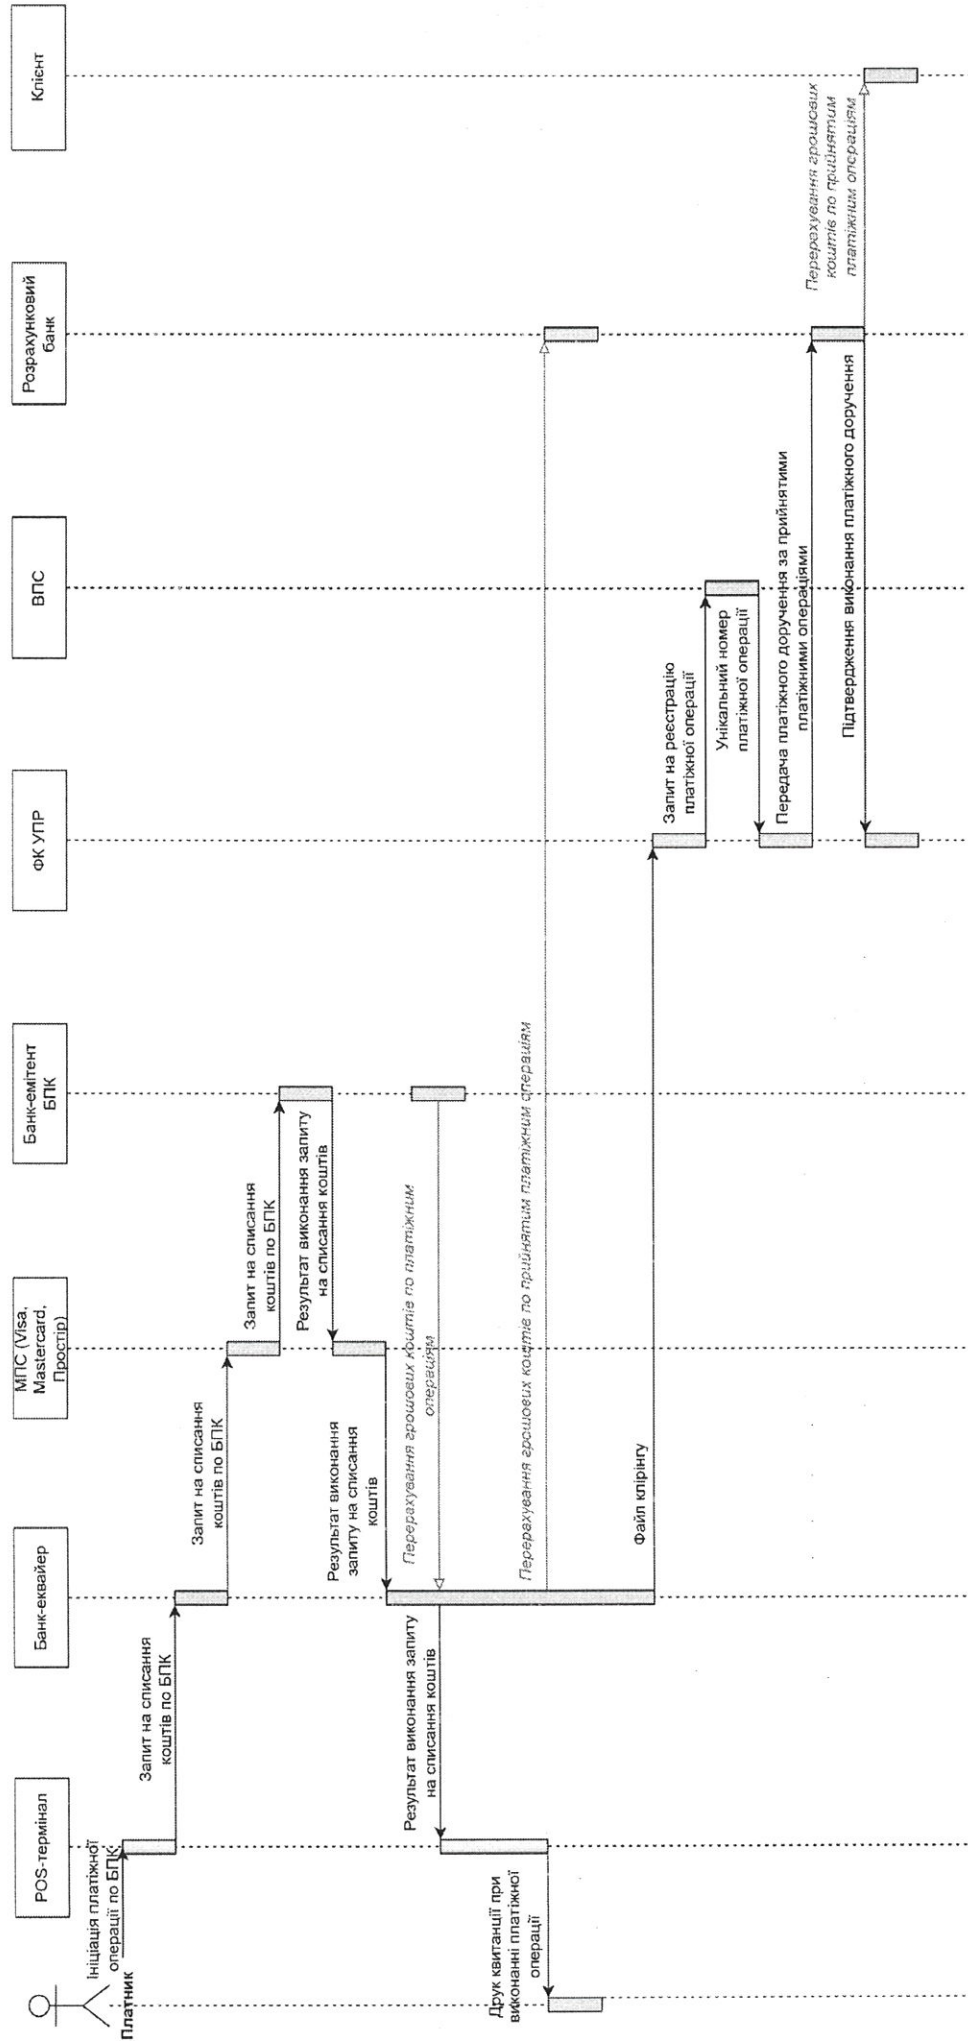 Платник
POS-термінал
Банк-еквайер
МПС (Visa,
Mastercard,
Простір)
Банк-емітент
БПК
ФК УПР
ВПС
Розрахунковий
банк
Клієнт
Ініціація платіжної
операції по БПК
Запит на списання
коштів по БПК
Запит на списання
коштів по БПК
Запит на списання
коштів по БПК
Результат виконання запиту
на списання коштів
Результат виконання
запиту на списання
коштів
Перерахування грошових коштів по платіжним
операціям
Результат виконання запиту
на списання коштів
Друк квитанції при
виконанні платіжної
операції
Перерахування грошових коштів по прийнятим платіжним операціям
Файл клірінгу
Запит на реєстрацію
платіжної операції
Унікальний номер
платіжної операції
Передача платіжного доручення за прийнятими
платіжними операціями
Підтвердження виконання платіжного доручення
Перерахування грошових
коштів по прийнятим
платіжним операціям